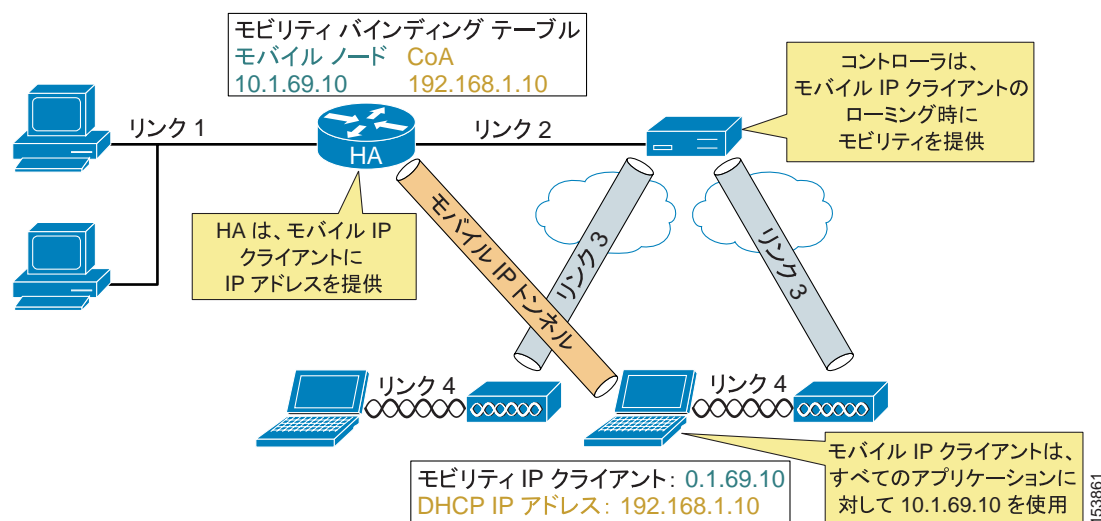 モビリティ バインディング テーブル
モバイル ノード CoA
10.1.69.10 192.168.1.10
コントローラは、
モバイル IP クライアントの
ローミング時に
モビリティを提供
リンク 1
リンク 2
HA
HA は、モバイル IP
クライアントに
IP アドレスを提供
モバイル IP トンネル
リンク 3
リンク 3
リンク 4
リンク 4
モビリティ IP クライアント: 0.1.69.10
DHCP IP アドレス: 192.168.1.10
モバイル IP クライアントは、
すべてのアプリケーションに
対して 10.1.69.10 を使用
153861